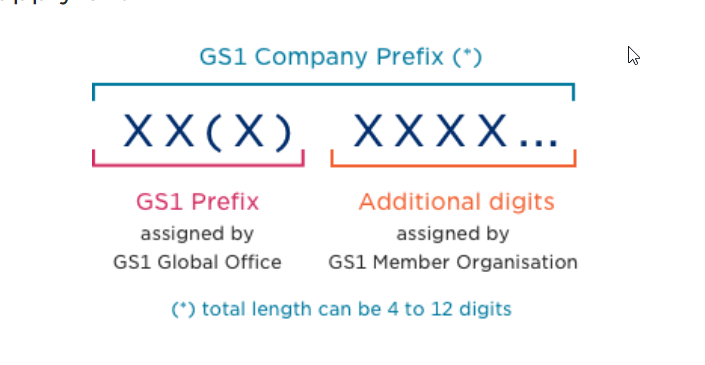 GS1 Company Prefix (*)
XX(X) XXXX...
GS1 Prefix Additional digits
assigned by assigned by
GS1 Global Office GS1 Member Organisation
(*) total length can be 4 to 12 digits